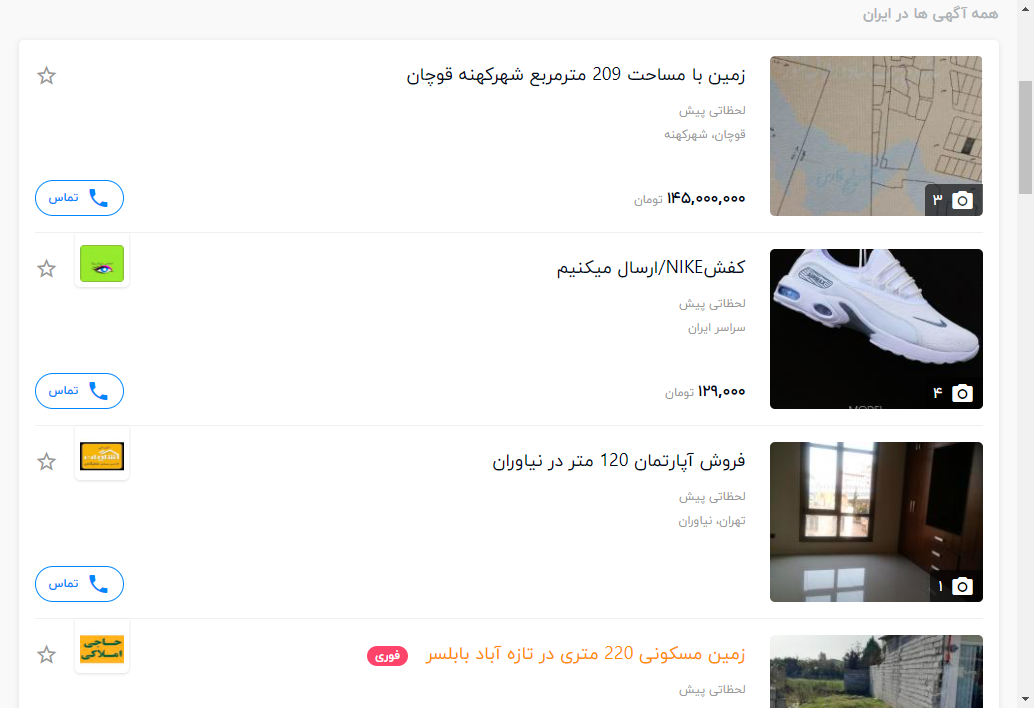 همه آگهی ها در ایران
زمین با مساحت 209 مترمربع شهرکهنه قوچان
لحظاتی پیش
قوچان، شهرکهنه
۱۴۵,۰۰۰,۰۰۰ تومان
تماس
۳
کفشNIKE/ارسال میکنیم
لحظاتی پیش
سراسر ایران
۱۲۹,۰۰۰ تومان
تماس
۴
فروش آپارتمان 120 متر در نیاوران
لحظاتی پیش
تهران، نیاوران
تماس
۱
زمین مسکونی 220 متری در تازه آباد بابلسر فوری
حاجی
املاکی
لحظاتی پیش